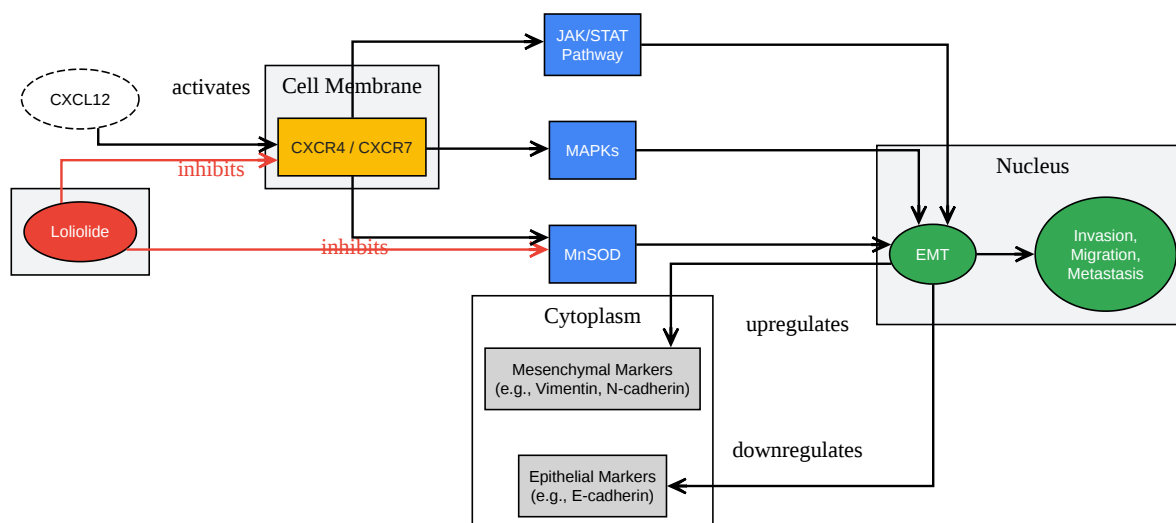 JAK/STAT
Pathway
activates
Cell Membrane
CXCL12
CXCR4 / CXCR7
MAPKs
inhibits
Nucleus
Loliolide
inhibits
MnSOD
EMT
Invasion,
Migration,
Metastasis
Cytoplasm
upregulates
Mesenchymal Markers
(e.g., Vimentin, N-cadherin)
downregulates
Epithelial Markers
(e.g., E-cadherin)